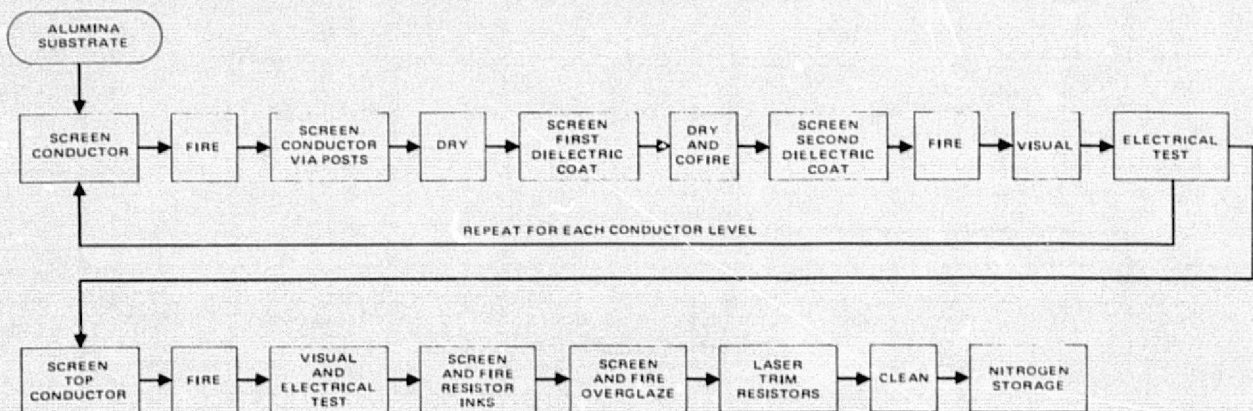 ALUMINA
SUBSTRATE
SCREEN
CONDUCTOR
FIRE
SCREEN
CONDUCTOR
VIA POSTS
DRY
SCREEN
FIRST
DIELECTRIC
COAT
DRY
AND
COFIRE
SCREEN
SECOND
DIELECTRIC
COAT
FIRE
VISUAL
ELECTRICAL
TEST
REPEAT FOR EACH CONDUCTOR LEVEL
SCREEN
TOP
CONDUCTOR
FIRE
VISUAL
AND
ELECTRICAL
TEST
SCREEN
AND FIRE
RESISTOR
INKS
SCREEN
AND FIRE
OVERGLAZE
LASER
TRIM
RESISTORS
CLEAN
NITROGEN
STORAGE